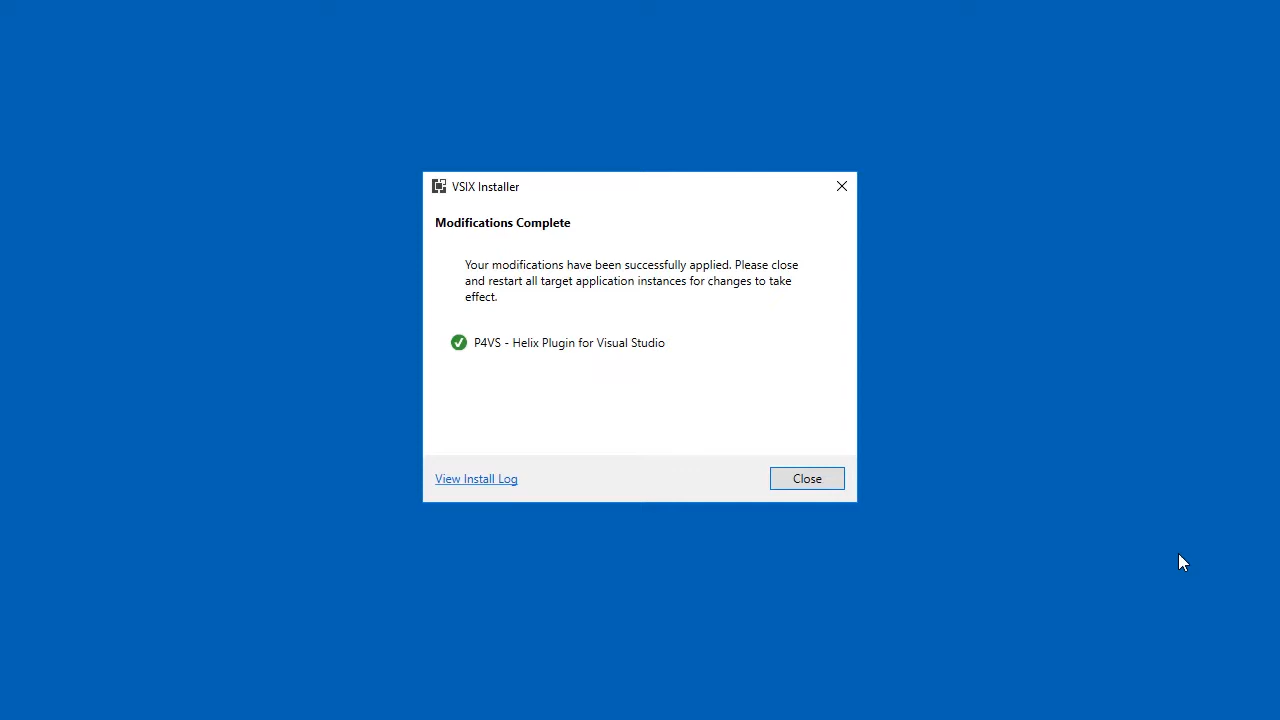 VSIX Installer
Modifications Complete
Your modifications have been successfully applied. Please close
and restart all target application instances for changes to take
effect.
P4VS - Helix Plugin for Visual Studio
View Install Log
Close